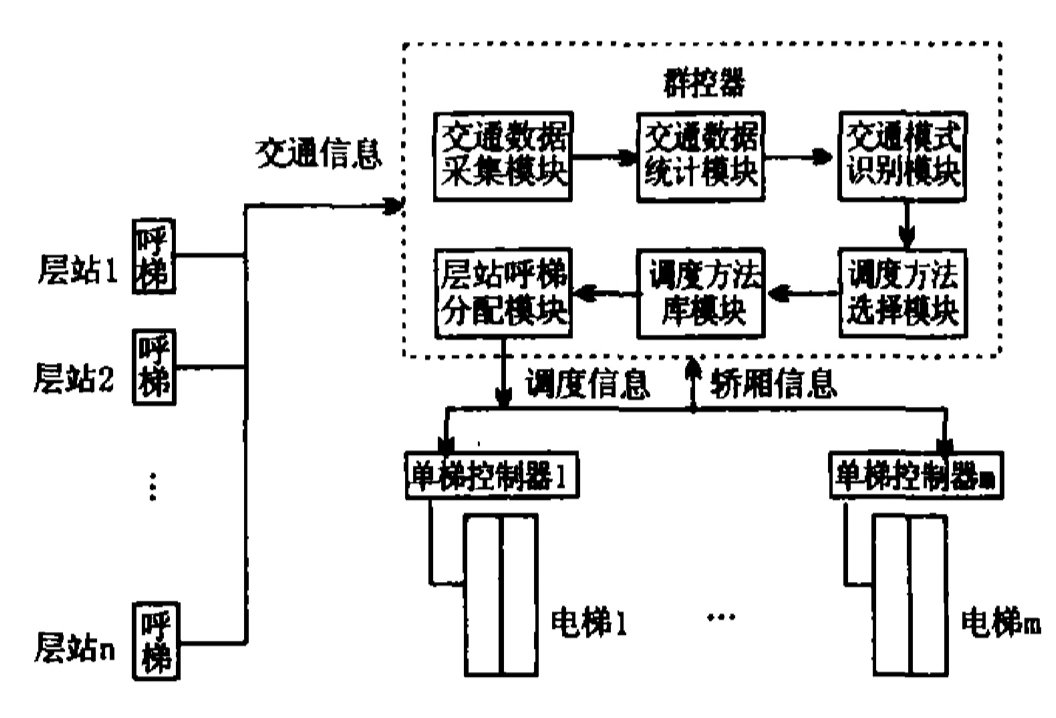 群控器
交通数据
采集模块
交通数据
统计模块
交通模式
识别模块
交通信息
层站1
呼
梯
层站呼梯
分配模块
调度方法
库模块
调度方法
选择模块
层站2
呼
梯
调度信息
轿厢信息
⋮
单梯控制器1
单梯控制器m
层站n
呼
梯
电梯1
…
电梯m